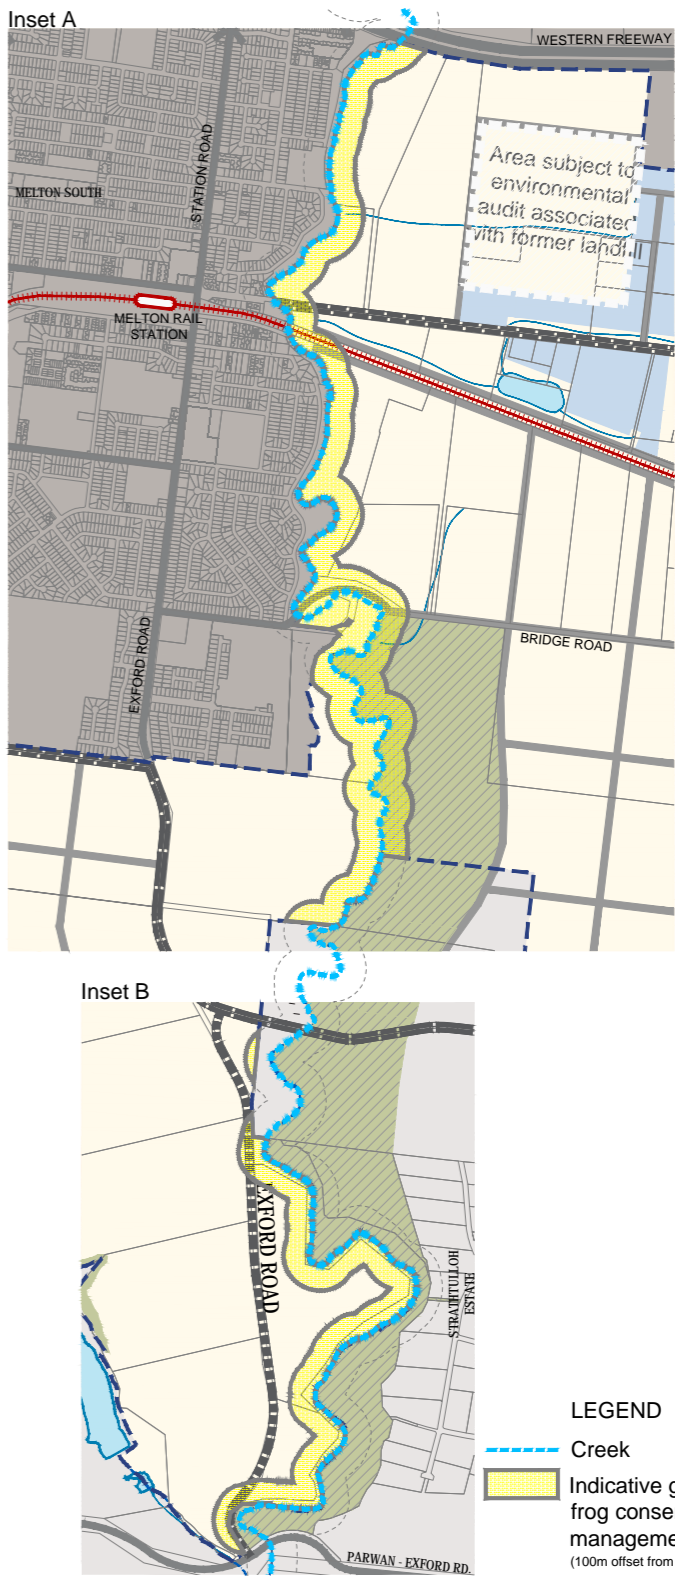 Inset A
WESTERN FREEWAY
STATION ROAD
Area subject to
environmental
audit associated
with former landfill
MELTON SOUTH
MELTON RAIL
STATION
EXFORD ROAD
BRIDGE ROAD
Inset B
EXFORD ROAD
STRATHTULLOH
ESTATE
PARWAN - EXFORD RD.
LEGEND
Creek
Indicative g
frog conse
manageme
(100m offset from